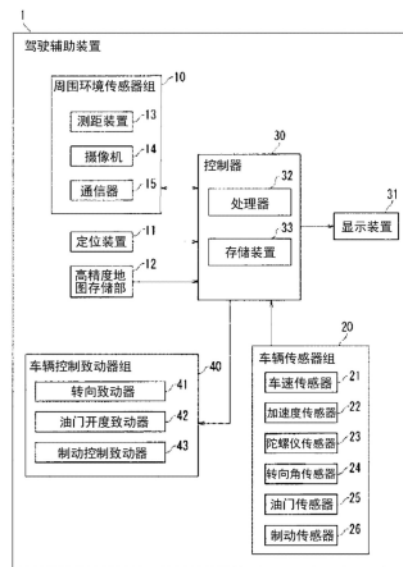 1
驾驶辅助装置
10
周围环境传感器组
测距装置
13
摄像机
14
通信器
15
定位装置
11
高精度地
图存储部
12
30
控制器
32
处理器
33
存储装置
31
显示装置
40
车辆控制致动器组
转向致动器
41
油门开度致动器
42
制动控制致动器
43
20
车辆传感器组
车速传感器
21
加速度传感器
22
陀螺仪传感器
23
转向角传感器
24
油门传感器
25
制动传感器
26